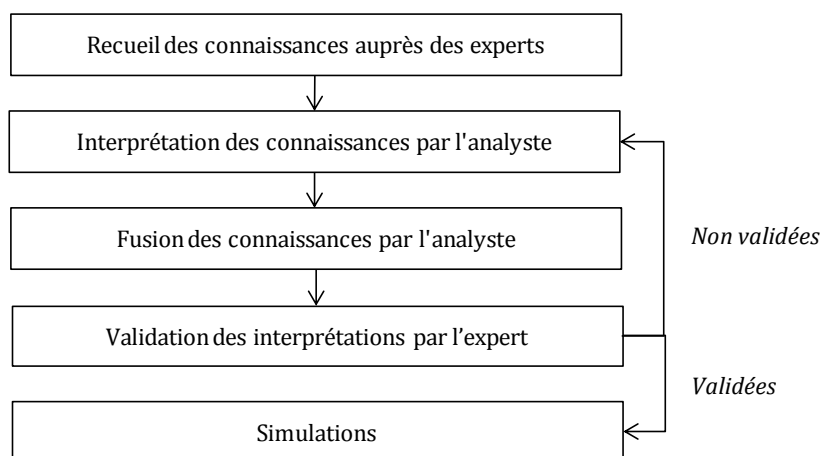 Recueil des connaissances auprès des experts
Interprétation des connaissances par l'analyste
Fusion des connaissances par l'analyste
Non validées
Validation des interprétations par l’expert
Validées
Simulations